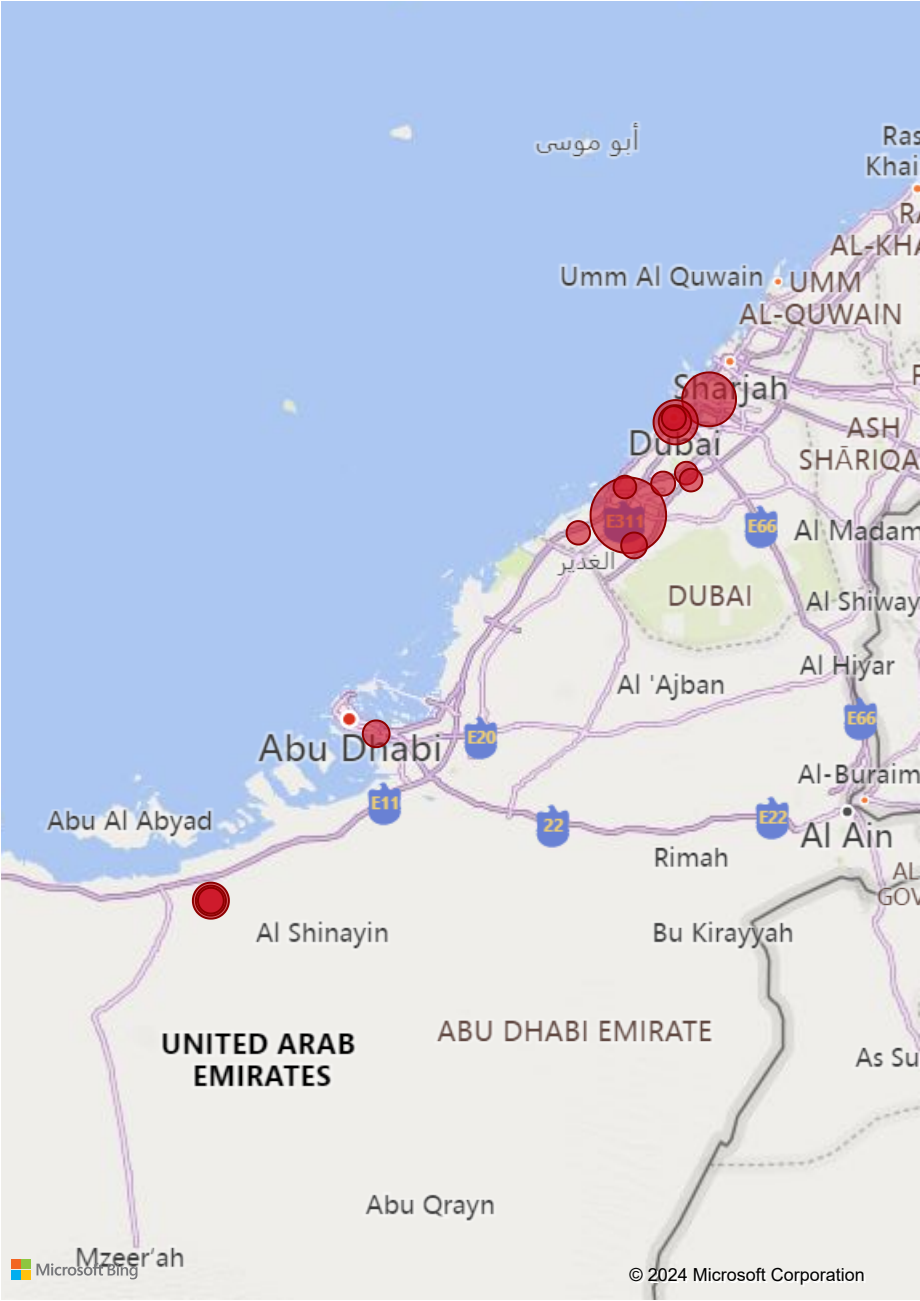 أبو موسى
Ras
Khai
RA
AL-KHA
Umm Al Quwain
UMM
AL-QUWAIN
F
Sharjah
ASH
SHĀRIQA
Dubai
E311
E66
Al Madam
الغدير
DUBAI
Al Shiway
Al Hiyar
Al 'Ajban
E66
Abu Dhabi
E20
Al-Buraim
E11
Abu Al Abyad
22
E22
Al Ain
Rimah
AL
GOV
Al Shinayin
Bu Kirayyah
UNITED ARAB
EMIRATES
ABU DHABI EMIRATE
As Su
Abu Qrayn
Mzeer‘ah
Microsoft Bing
© 2024 Microsoft Corporation